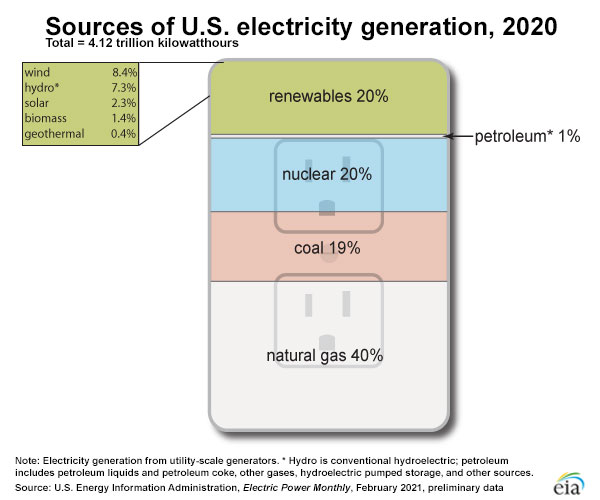 Sources of U.S. electricity generation, 2020
Total = 4.12 trillion kilowatthours
wind 8.4%
hydro* 7.3%
solar 2.3%
biomass 1.4%
geothermal 0.4%
renewables 20%
petroleum* 1%
nuclear 20%
coal 19%
natural gas 40%
Note: Electricity generation from utility-scale generators. * Hydro is conventional hydroelectric; petroleum
includes petroleum liquids and petroleum coke, other gases, hydroelectric pumped storage, and other sources.
Source: U.S. Energy Information Administration, Electric Power Monthly, February 2021, preliminary data
eia